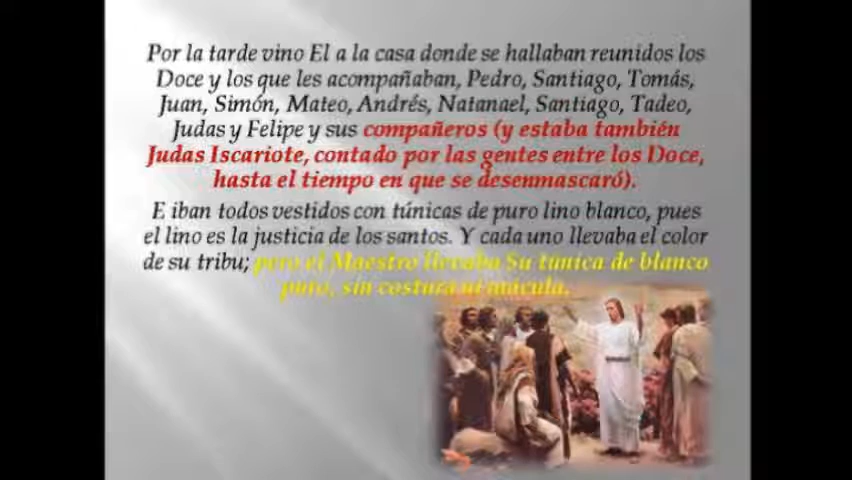 Por la tarde vino El a la casa donde se hallaban reunidos los
Doce y los que les acompañaban, Pedro, Santiago, Tomás,
Juan, Simón, Mateo, Andrés, Natanael, Santiago, Tadeo,
Judas y Felipe y sus compañeros (y estaba también
Judas Iscariote, contado por las gentes entre los Doce,
hasta el tiempo en que se desenmascaró).
E iban todos vestidos con túnicas de puro lino blanco, pues
el lino es la justicia de los santos. Y cada uno llevaba el color
de su tribu; pero el Maestro llevaba Su tunica de blanco
puro, sin costura ni mácula.